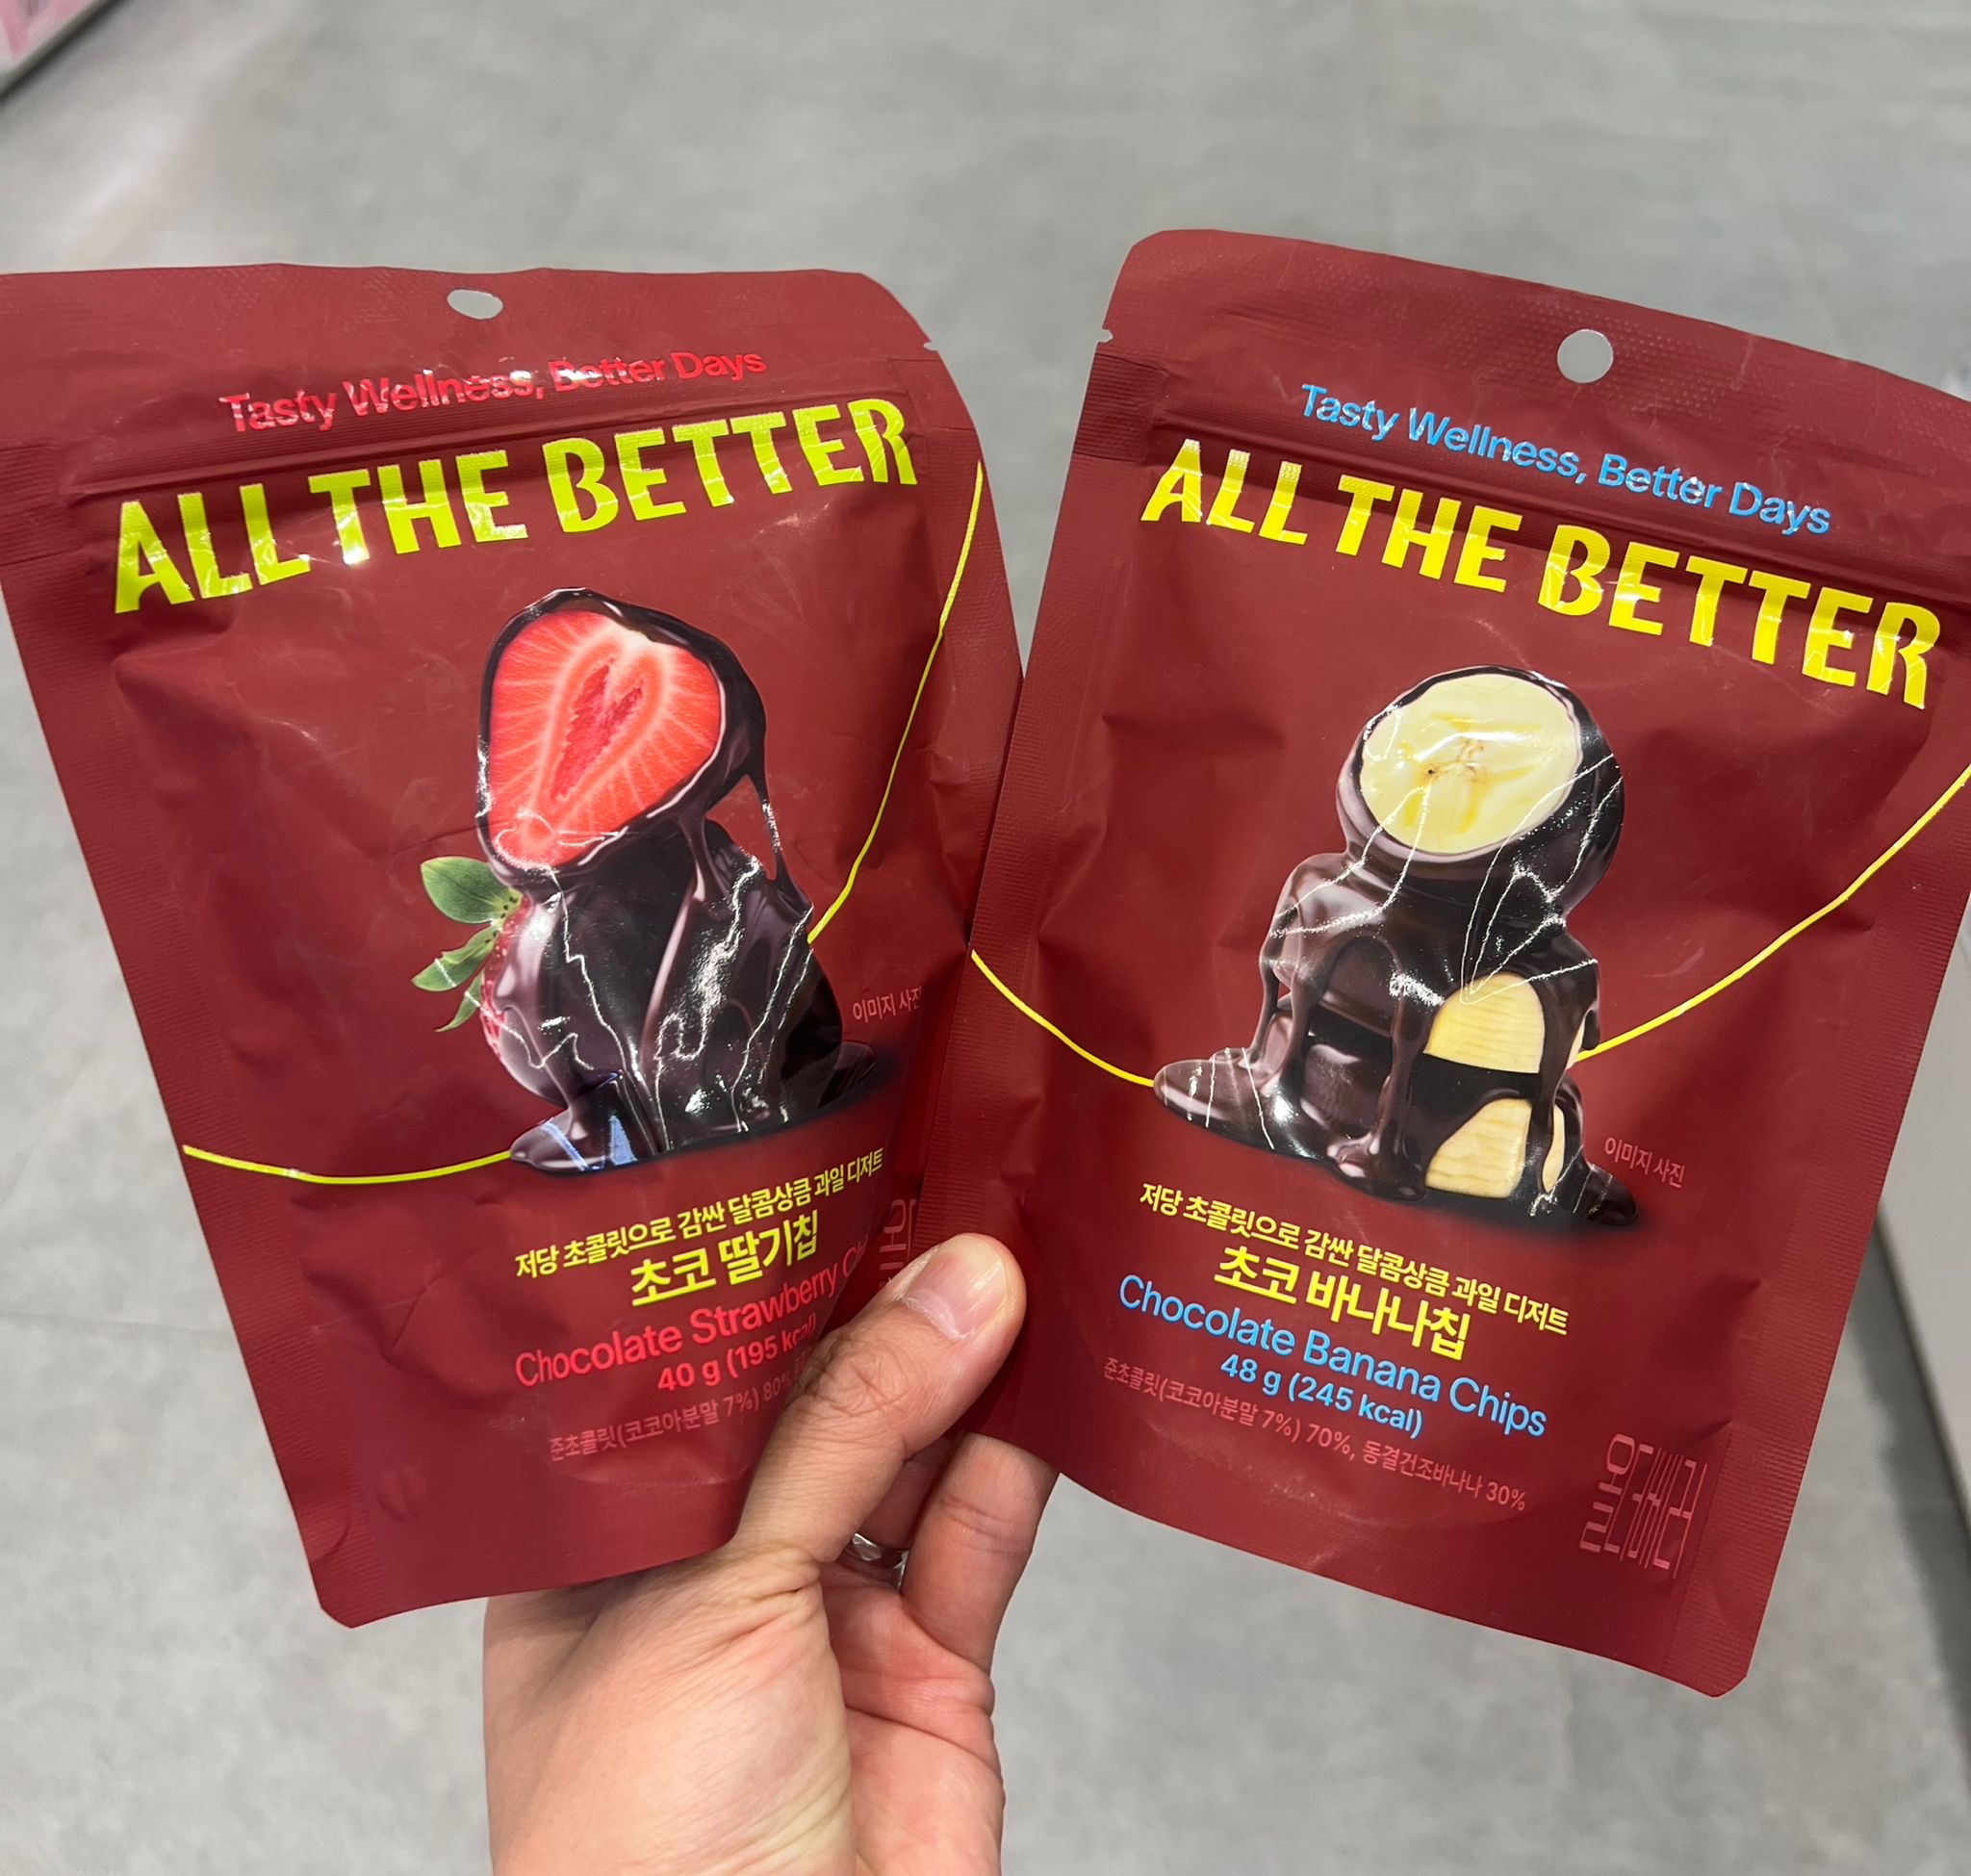 Tasty Wellness, Better Days
ALL THE BETTER
이미지 사진
저당 초콜릿으로 감싼 달콤상큼 과일 디저트
초코 딸기칩
Chocolate Strawberry
40 g (195 kcal)
준초콜릿(코코아분말 7%) 80%
Tasty Wellness, Better Days
ALL THE BETTER
이미지 사진
저당 초콜릿으로 감싼 달콤상큼 과일 디저트
초코 바나나칩
Chocolate Banana Chips
48 g (245 kcal)
준초콜릿(코코아분말 7%) 70%, 동결건조바나나 30%
올더베러